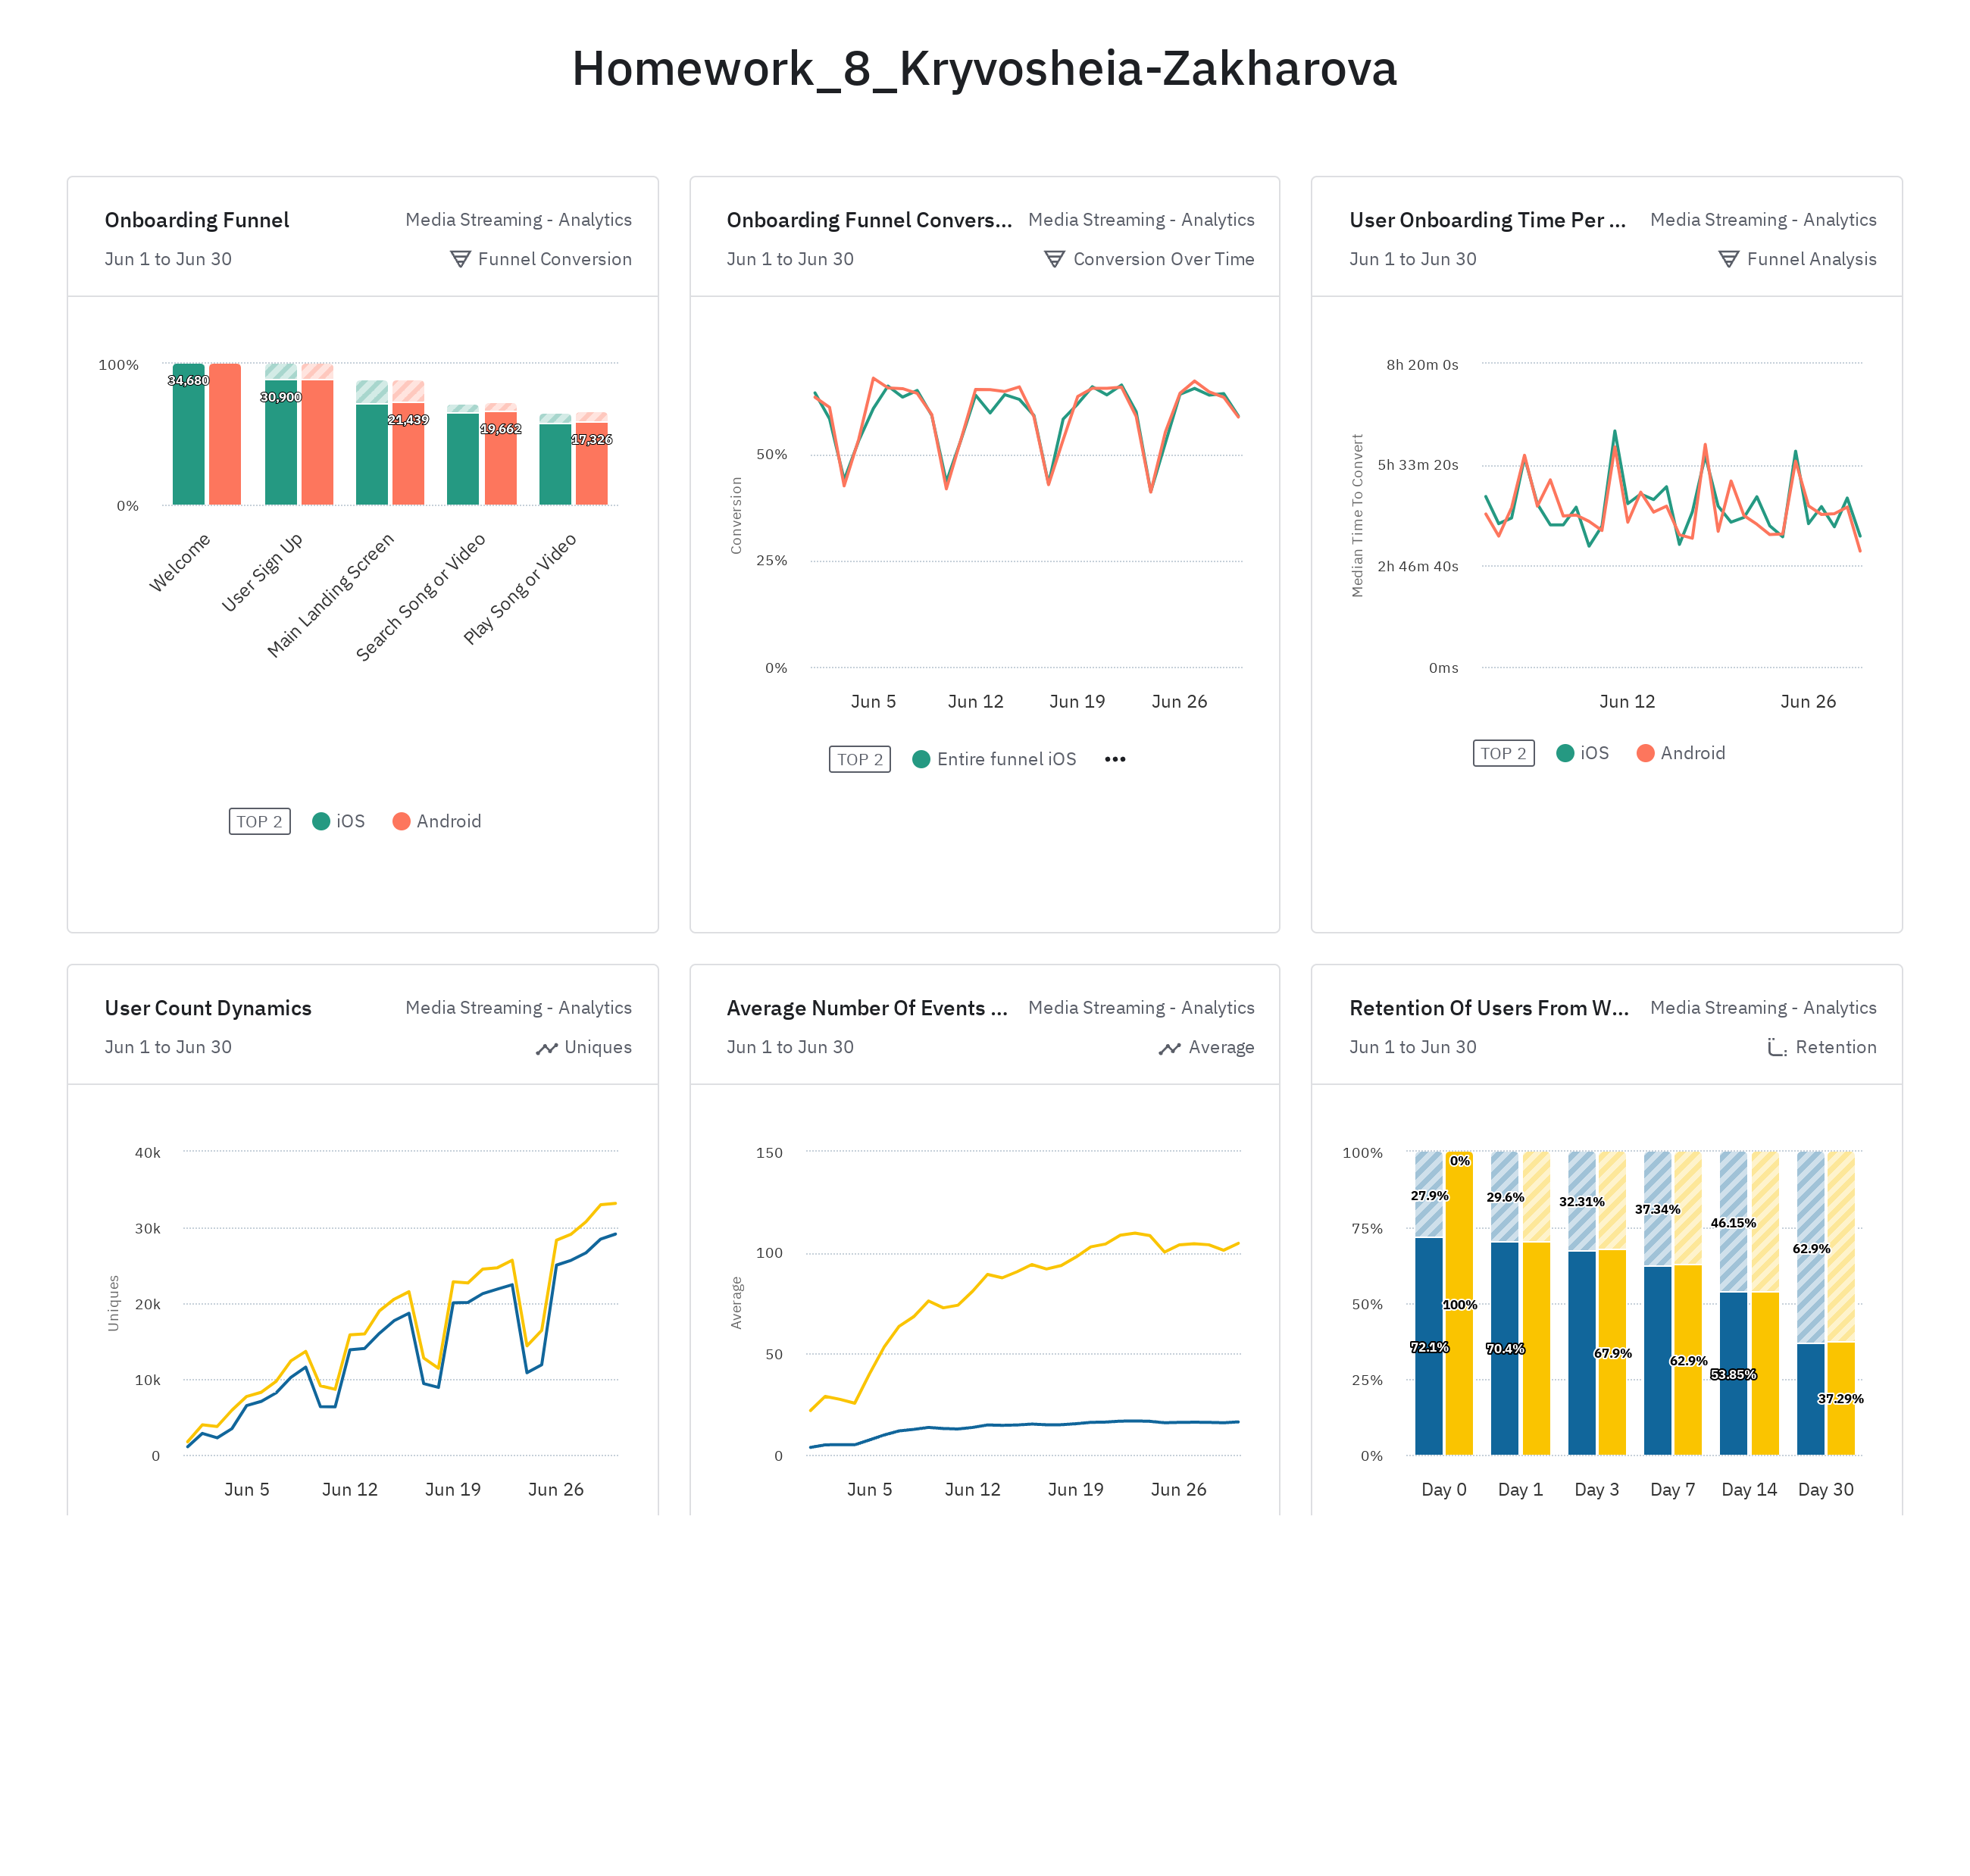 Homework_8_Kryvosheia-Zakharova
Onboarding Funnel
Media Streaming - Analytics
Jun 1 to Jun 30
Funnel Conversion
100%
0%
34,680
30,900
21,439
19,662
17,326
Welcome
User Sign Up
Main Landing Screen
Search Song or Video
Play Song or Video
TOP 2
iOS
Android
Onboarding Funnel Convers...
Media Streaming - Analytics
Jun 1 to Jun 30
Conversion Over Time
Conversion
50%
25%
0%
Jun 5
Jun 12
Jun 19
Jun 26
TOP 2
Entire funnel iOS
•••
User Onboarding Time Per ...
Media Streaming - Analytics
Jun 1 to Jun 30
Funnel Analysis
Median Time To Convert
8h 20m 0s
5h 33m 20s
2h 46m 40s
0ms
Jun 12
Jun 26
TOP 2
iOS
Android
User Count Dynamics
Media Streaming - Analytics
Jun 1 to Jun 30
Uniques
Uniques
40k
30k
20k
10k
0
Jun 5
Jun 12
Jun 19
Jun 26
Average Number Of Events ...
Media Streaming - Analytics
Jun 1 to Jun 30
Average
Average
150
100
50
0
Jun 5
Jun 12
Jun 19
Jun 26
Retention Of Users From W...
Media Streaming - Analytics
Jun 1 to Jun 30
Retention
100%
75%
50%
25%
0%
0%
27.9%
29.6%
32.31%
37.34%
46.15%
62.9%
100%
72.1%
70.4%
67.9%
62.9%
53.85%
37.29%
Day 0
Day 1
Day 3
Day 7
Day 14
Day 30